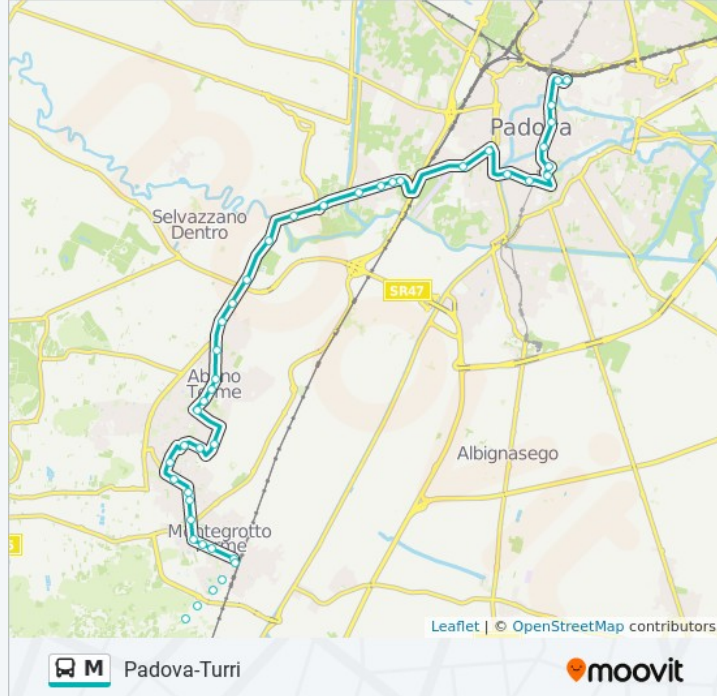 Padova
Selvazzano
Dentro
SR47
Abano
Terme
Albignasego
Montegrotto
Terme
Leaflet | © OpenStreetMap contributors
M Padova-Turri
moovit